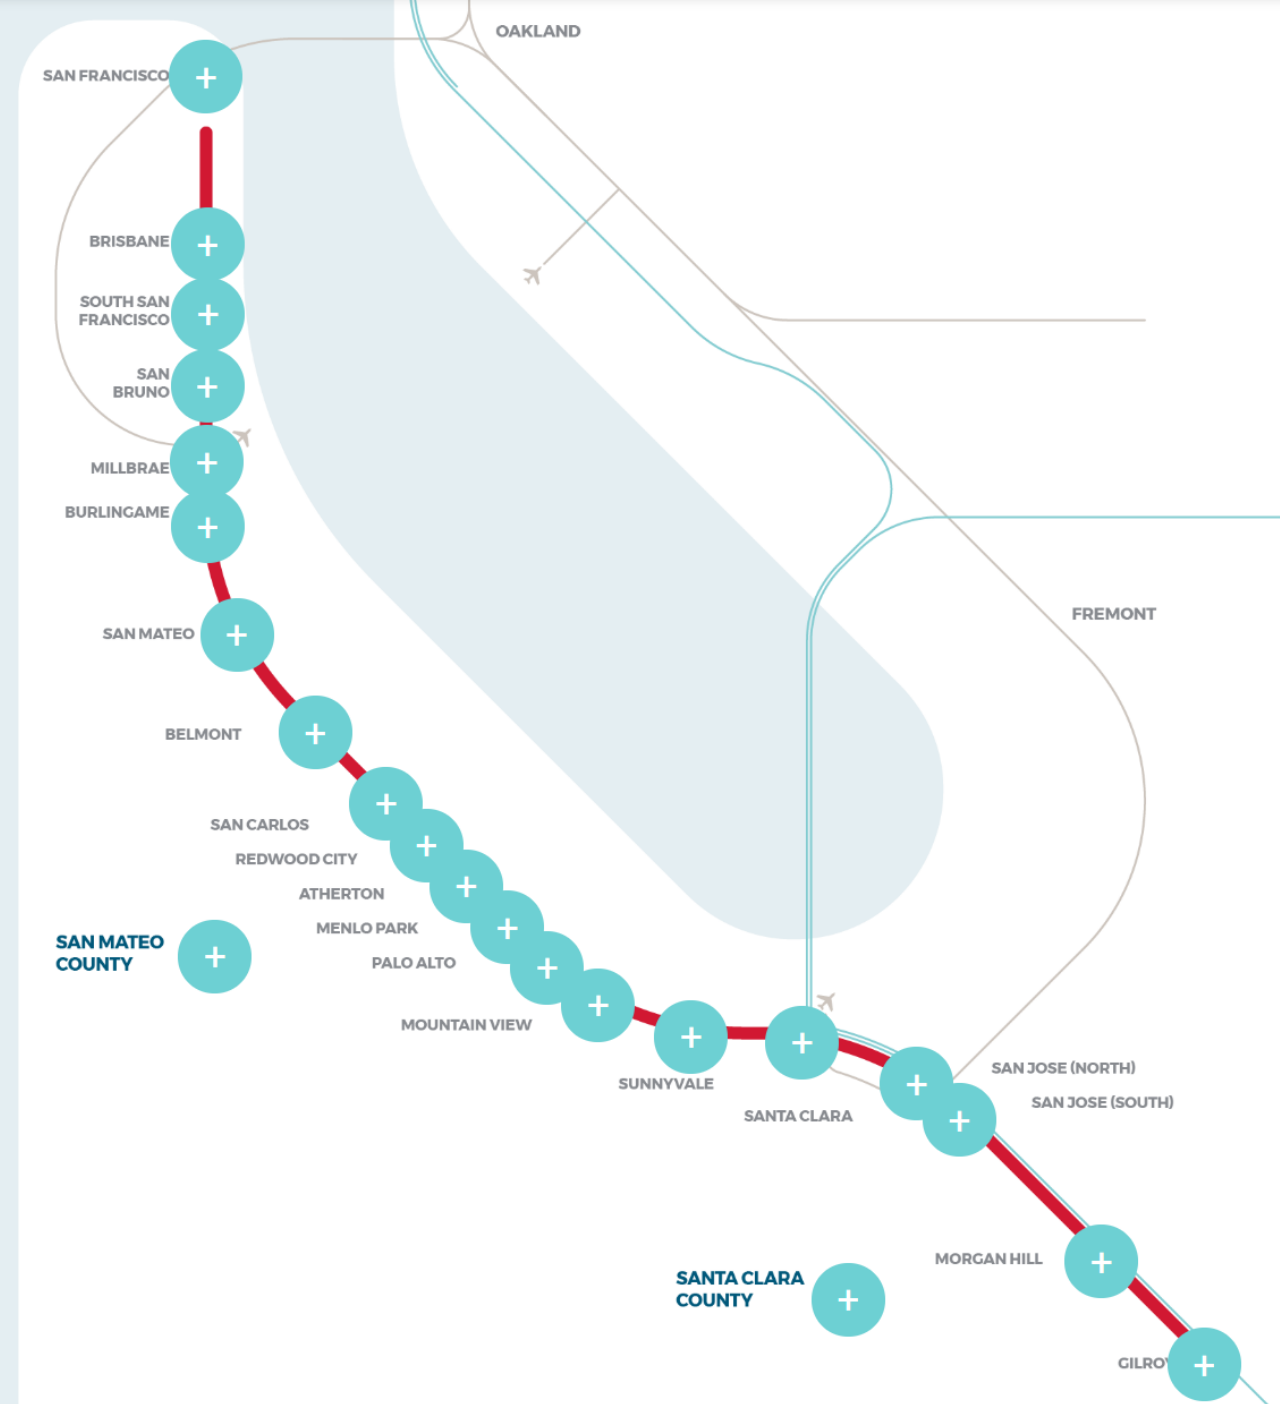 OAKLAND
SAN FRANCISCO
BRISBANE
SOUTH SAN
FRANCISCO
SAN
BRUNO
MILLBRAE
BURLINGAME
FREMONT
SAN MATEO
BELMONT
SAN CARLOS
REDWOOD CITY
ATHERTON
MENLO PARK
SAN MATEO
COUNTY
PALO ALTO
MOUNTAIN VIEW
SUNNYVALE
SAN JOSE (NORTH)
SAN JOSE (SOUTH)
SANTA CLARA
MORGAN HILL
SANTA CLARA
COUNTY
GILROY